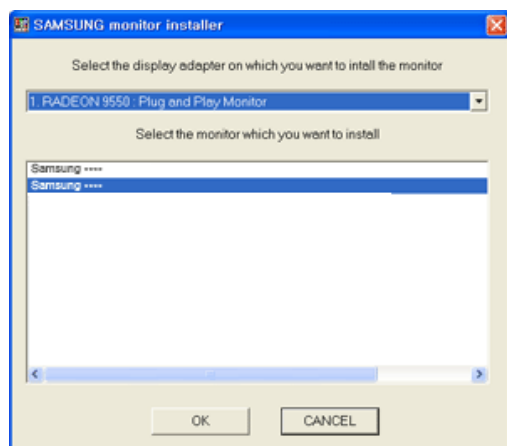 SAMSUNG monitor installer
Select the display adapter on which you want to intall the monitor
1. RADEON 9550 : Plug and Play Monitor
Select the monitor which you want to install
Samsung ----
Samsung ----
OK
CANCEL